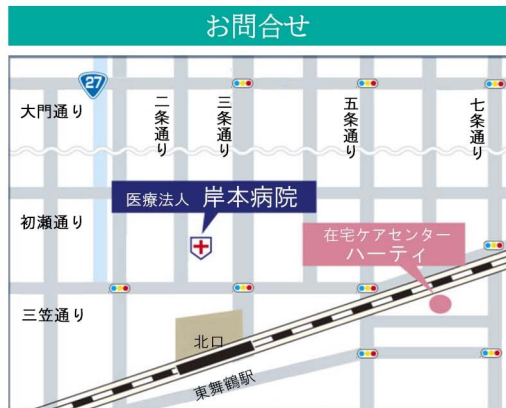 お問合せ
27
大門通り
二条通り
三条通り
五条通り
七条通り
医療法人 岸本病院
初瀬通り
在宅ケアセンター
ハーティ
三笠通り
北口
東舞鶴駅